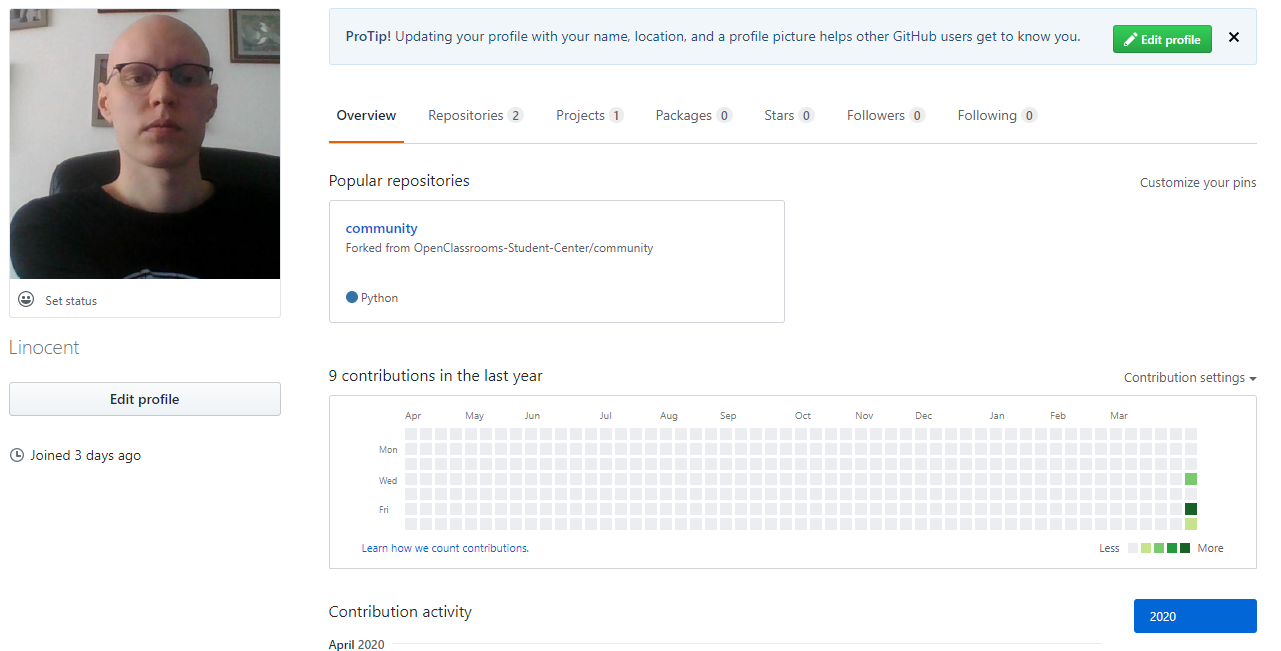 ProTip! Updating your profile with your name, location, and a profile picture helps other GitHub users get to know you.
Edit profile
Overview
Repositories 2
Projects 1
Packages 0
Stars 0
Followers 0
Following 0
Set status
Linocent
Edit profile
Joined 3 days ago
Popular repositories
Customize your pins
community
Forked from OpenClassrooms-Student-Center/community
Python
9 contributions in the last year
Contribution settings
Apr May Jun Jul Aug Sep Oct Nov Dec Jan Feb Mar
Mon
Wed
Fri
Learn how we count contributions.
Less More
Contribution activity
2020
April 2020